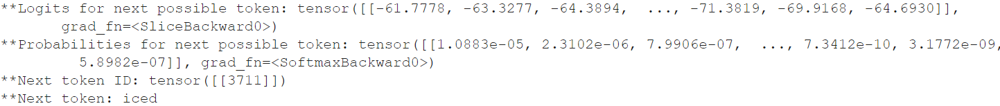 **Logits for next possible token: tensor([[-61.7778, -63.3277, -64.3894,  ..., -71.3819, -69.9168, -64.6930]],
       grad_fn=<SliceBackward0>)
**Probabilities for next possible token: tensor([[1.0883e-05, 2.3102e-06, 7.9906e-07,  ..., 7.3412e-10, 3.1772e-09,
         5.8982e-07]], grad_fn=<SoftmaxBackward0>)
**Next token ID: tensor([[3711]])
**Next token: iced